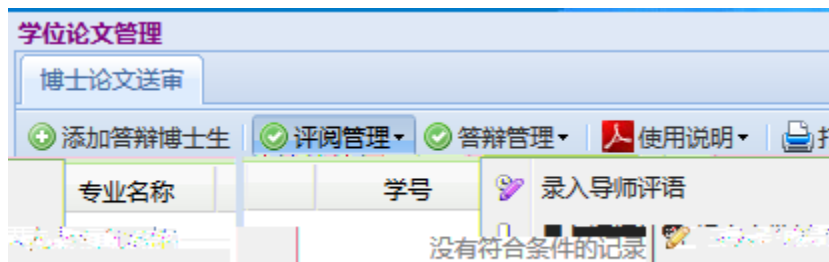 学位论文管理
博士论文送审
添加答辩博士生 评阅管理 答辩管理 使用说明
专业名称 学号 录入导师评语
没有符合条件的记录